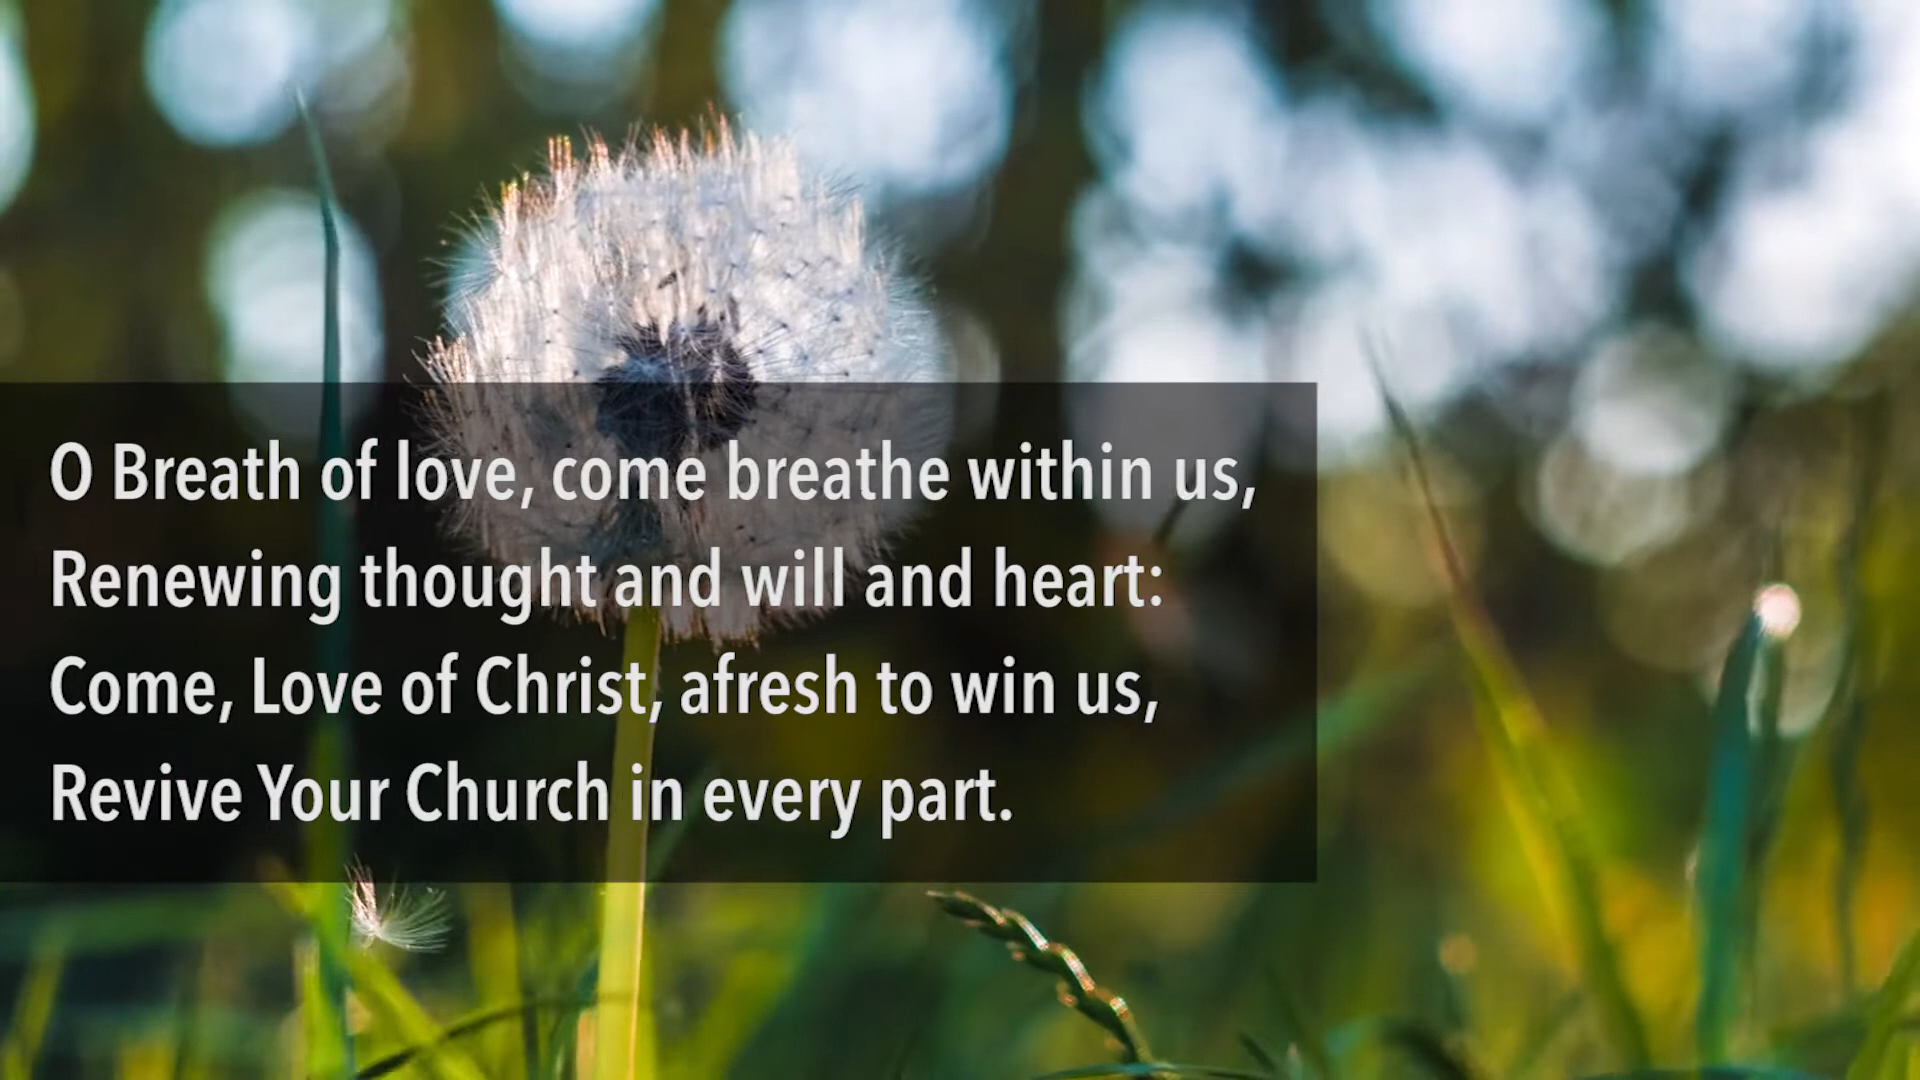 O Breath of love, come breathe within us,
Renewing thought and will and heart:
Come, Love of Christ, afresh to win us,
Revive Your Church in every part.